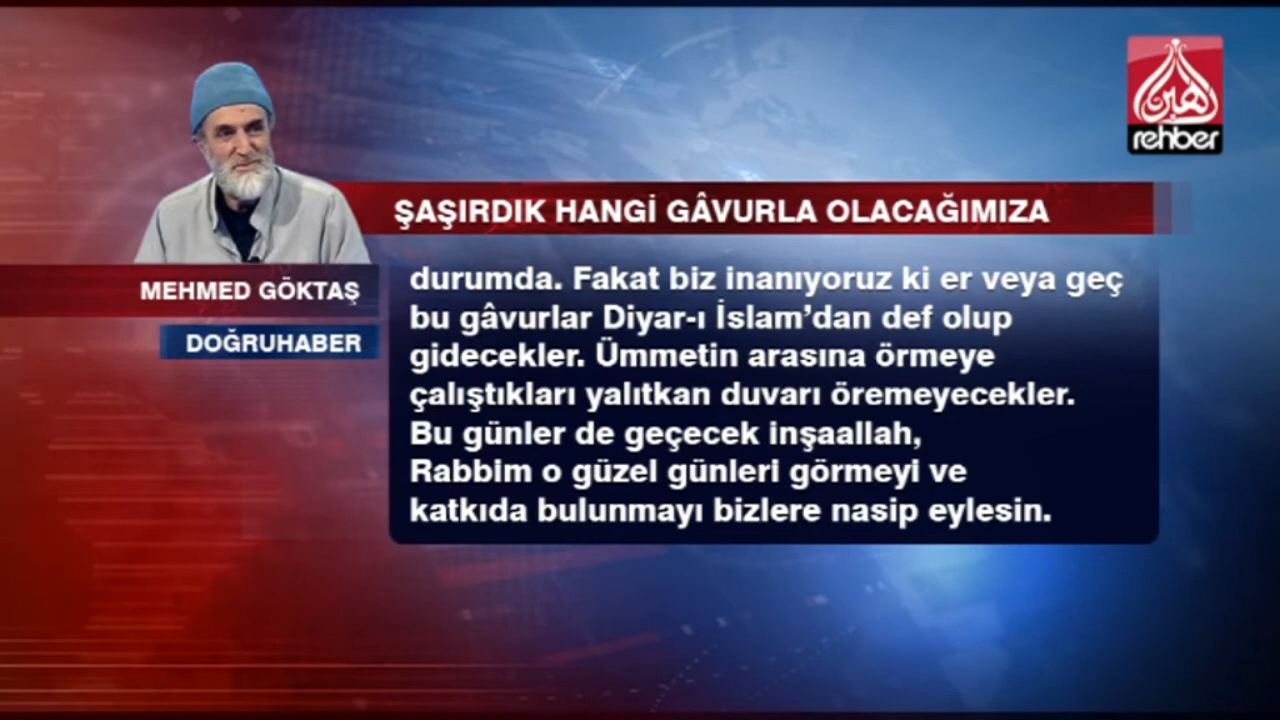 رهبر
rehber
ŞAŞIRDIK HANGİ GÂVURLA OLACAĞIMIZA
MEHMED GÖKTAŞ
DOĞRUHABER
durumda. Fakat biz inanıyoruz ki er veya geç
bu gâvurlar Diyar-ı İslam’dan def olup
gidecekler. Ümmetin arasına örmeye
çalıştıkları yalıtkan duvarı öremeyecekler.
Bu günler de geçecek inşaallah,
Rabbim o güzel günleri görmeyi ve
katkıda bulunmayı bizlere nasip eylesin.